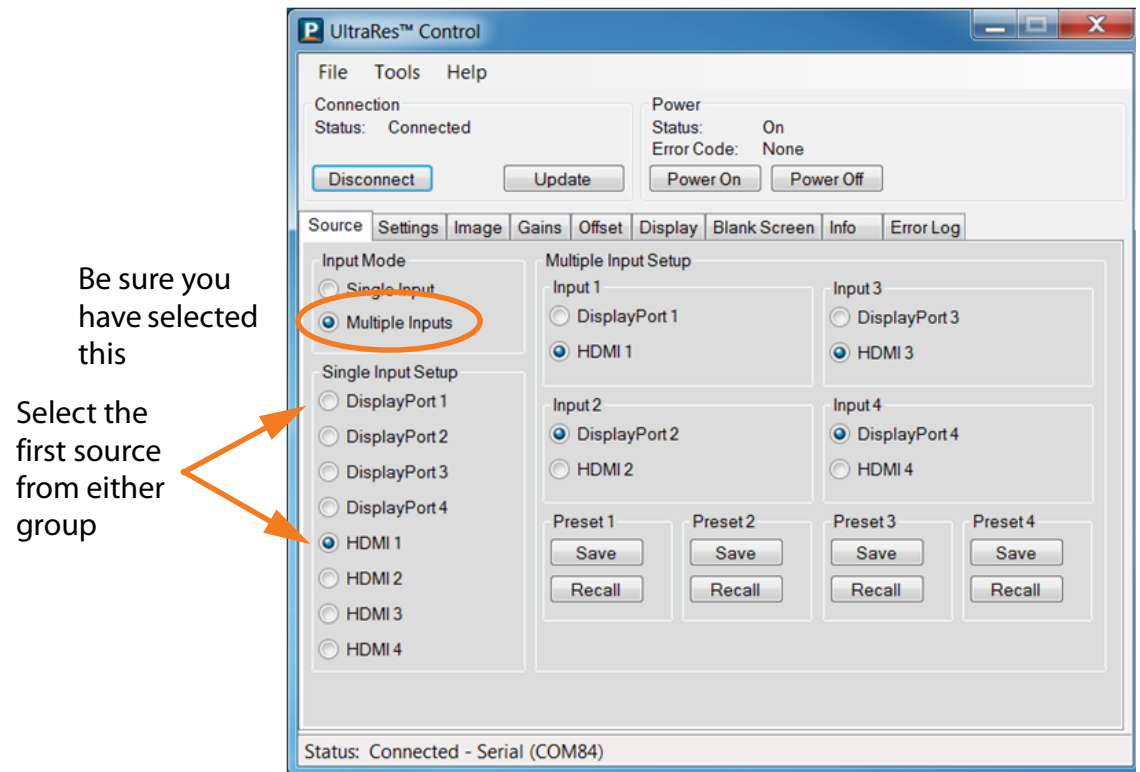 UltraRes™ Control
File Tools Help
Connection
Status: Connected
Disconnect Update
Power
Status: On
Error Code: None
Power On Power Off
Source Settings Image Gains Offset Display Blank Screen Info Error Log
Be sure you
have selected
this
Select the
first source
from either
group
Input Mode
Single Input
Multiple Inputs
Single Input Setup
DisplayPort 1
DisplayPort 2
DisplayPort 3
DisplayPort 4
HDMI 1
HDMI 2
HDMI 3
HDMI 4
Multiple Input Setup
Input 1
DisplayPort 1
HDMI 1
Input 3
DisplayPort 3
HDMI 3
Input 2
DisplayPort 2
HDMI 2
Input 4
DisplayPort 4
HDMI 4
Preset 1
Save
Recall
Preset 2
Save
Recall
Preset 3
Save
Recall
Preset 4
Save
Recall
Status: Connected - Serial (COM84)